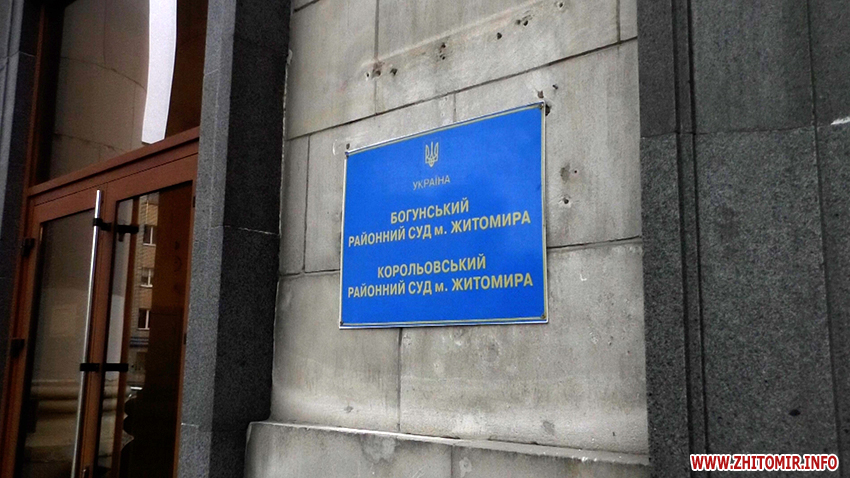 УКРАЇНА
БОГУНСЬКИЙ
РАЙОННИЙ СУД м. ЖИТОМИРА
КОРОЛЬОВСЬКИЙ
РАЙОННИЙ СУД м. ЖИТОМИРА
WWW.ZHITOMIR.INFO